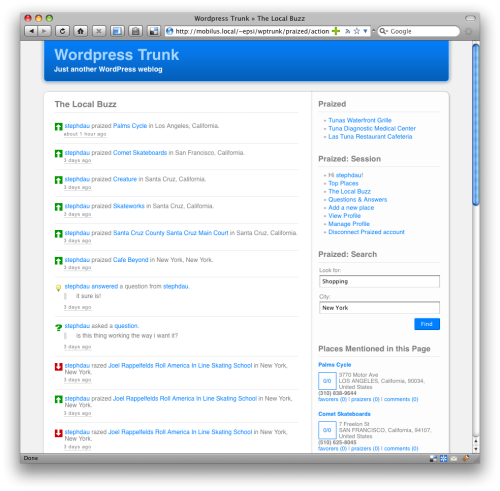 Wordpress Trunk » The Local Buzz
http://mobilus.local/~epsi/wptrunk/praized/action
Google
Wordpress Trunk
Just another WordPress weblog
The Local Buzz
stephdau praized Palms Cycle in Los Angeles, California.
about 1 hour ago
stephdau praized Comet Skateboards in San Francisco, California.
3 days ago
stephdau praized Creature in Santa Cruz, California.
3 days ago
stephdau praized Skateworks in Santa Cruz, California.
3 days ago
stephdau praized Santa Cruz County Santa Cruz Main Court in Santa Cruz, California.
3 days ago
stephdau praized Cafe Beyond in New York, New York.
3 days ago
stephdau answered a question from stephdau.
it sure is!
3 days ago
stephdau asked a question.
is this thing working the way i want it?
3 days ago
stephdau razed Joel Rappelfelds Roll America In Line Skating School in New York,
New York.
3 days ago
stephdau praized Joel Rappelfelds Roll America In Line Skating School in New York,
New York.
3 days ago
stephdau razed Joel Rappelfelds Roll America In Line Skating School in New York,
New York.
3 days ago
Praized
» Tunas Waterfront Grille
» Tuna Diagnostic Medical Center
» Las Tuna Restaurant Cafeteria
Praized: Session
» Hi stephdau!
» Top Places
» The Local Buzz
» Questions & Answers
» Add a new place
» View Profile
» Manage Profile
» Disconnect Praized account
Praized: Search
Look for:
Shopping
City:
New York
Find
Places Mentioned in this Page
Palms Cycle
0/0
3770 Motor Ave
LOS ANGELES, California, 90034,
United States
(310) 838-9644
favorers (0) | praizers (0) | comments (0)
Comet Skateboards
0/0
7 Freelon St
SAN FRANCISCO, California, 94107,
United States
(510) 625-9045
favorers (0) | praizers (0) | comments (0)
Done